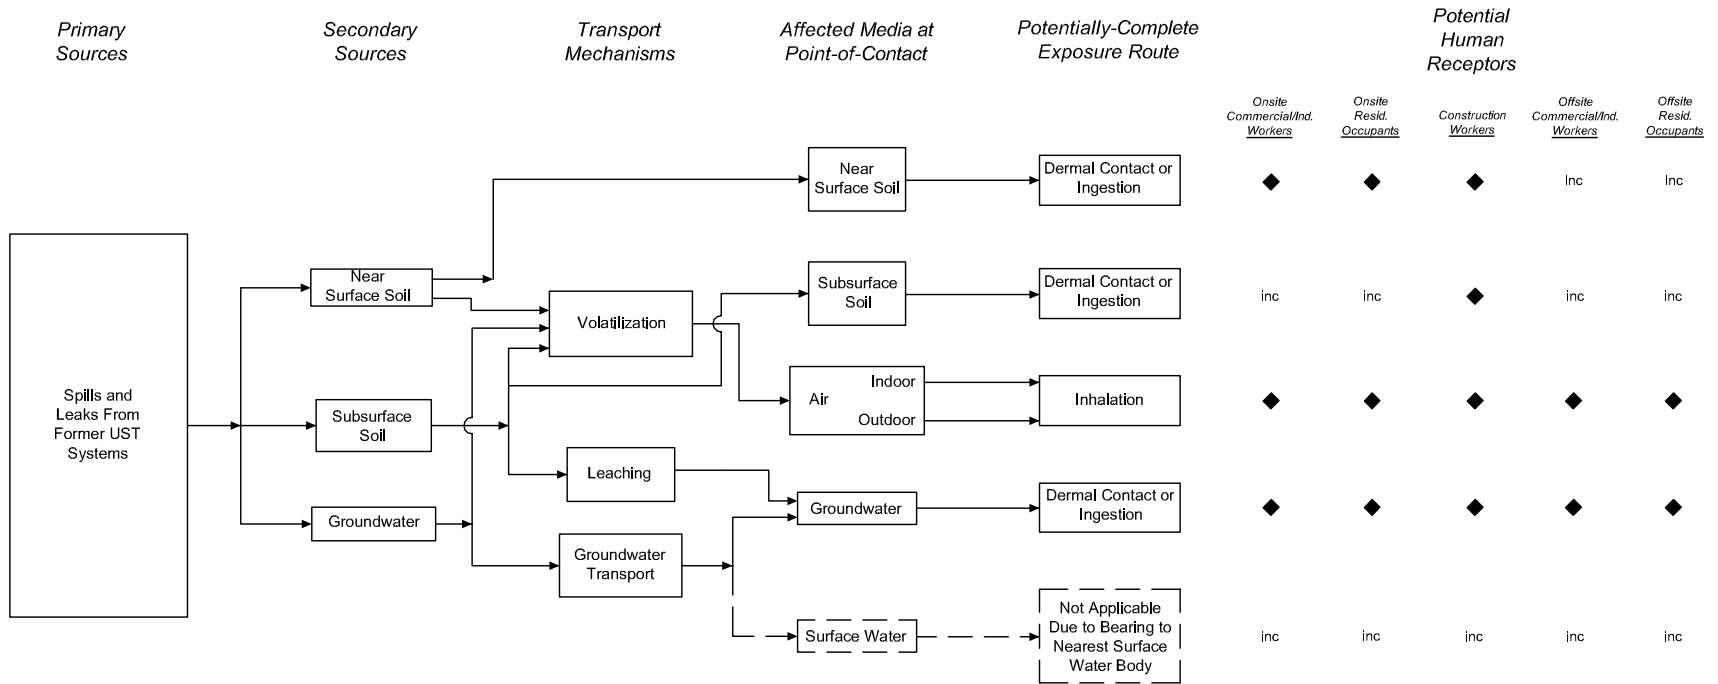 Primary
Sources
Secondary
Sources
Transport
Mechanisms
Affected Media at
Point-of-Contact
Potentially-Complete
Exposure Route
Potential
Human
Receptors
Onsite
Commercial/Ind.
Workers
Onsite
Resid.
Occupants
Construction
Workers
Offsite
Commercial/Ind.
Workers
Offsite
Resid.
Occupants
Near
Surface Soil
Dermal Contact or
Ingestion
Inc
Inc
Near
Surface Soil
Volatilization
Subsurface
Soil
Dermal Contact or
Ingestion
inc
inc
inc
inc
Spills and
Leaks From
Former UST
Systems
Subsurface
Soil
Air
Indoor
Outdoor
Inhalation
Leaching
Groundwater
Groundwater
Dermal Contact or
Ingestion
Groundwater
Transport
Surface Water
Not Applicable
Due to Bearing to
Nearest Surface
Water Body
inc
inc
inc
inc
inc